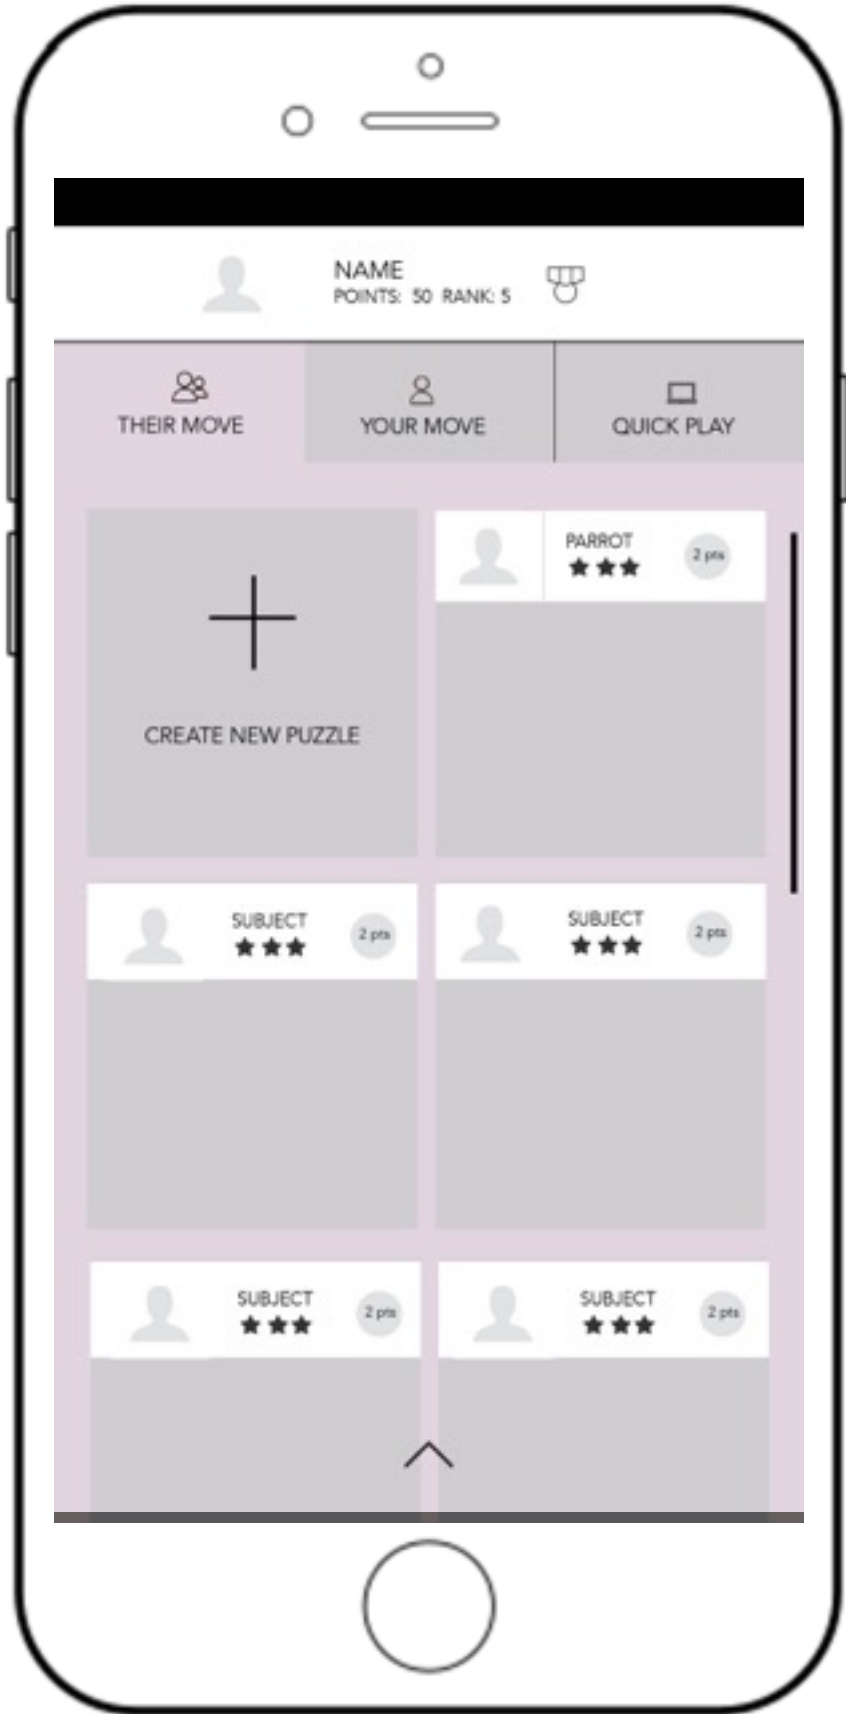 NAME
POINTS: 50 RANK: 5
THEIR MOVE
YOUR MOVE
QUICK PLAY
CREATE NEW PUZZLE
PARROT
2 pts
SUBJECT
2 pts
SUBJECT
2 pts
SUBJECT
2 pts
SUBJECT
2 pts